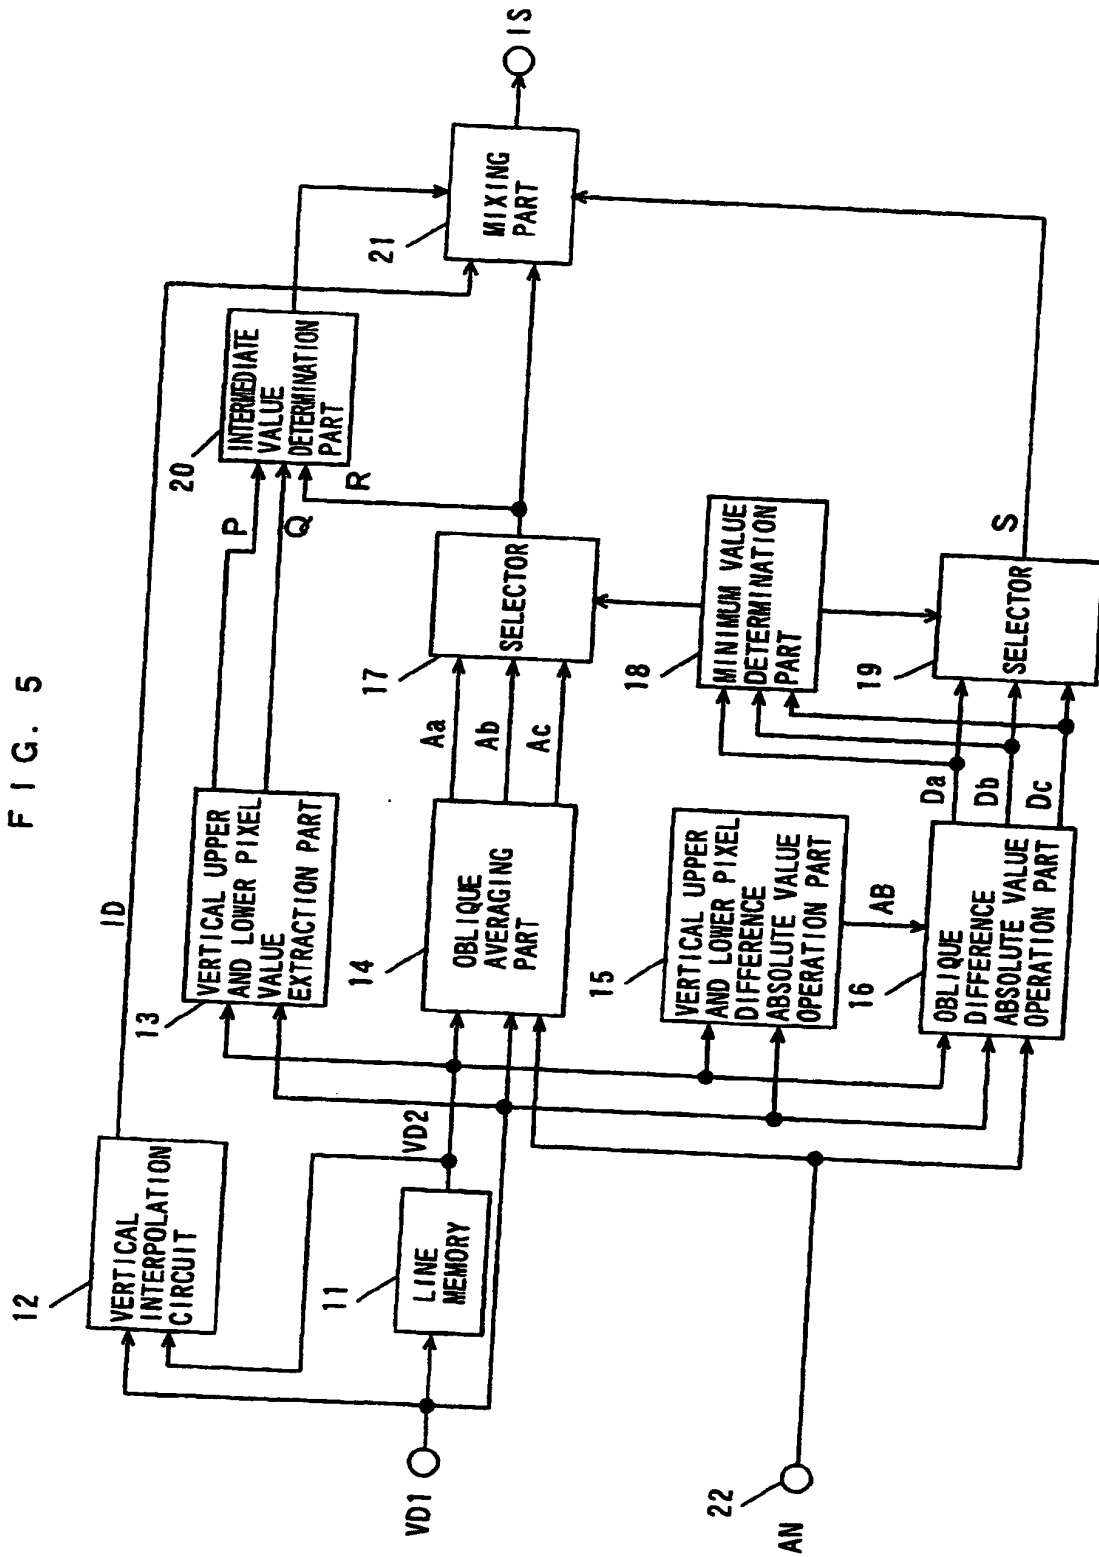 FIG. 5
12
VERTICAL
INTERPOLATION
CIRCUIT
ID
13
VERTICAL UPPER
AND LOWER PIXEL
VALUE
EXTRACTION PART
P
Q
R
20
INTERMEDIATE
VALUE
DETERMINATION
PART
21
MIXING
PART
IS
VD1
11
LINE
MEMORY
VD2
14
OBLIQUE
AVERAGING
PART
Aa
Ab
Ac
17
SELECTOR
15
VERTICAL UPPER
AND LOWER PIXEL
DIFFERENCE
ABSOLUTE VALUE
OPERATION PART
AB
18
MINIMUM VALUE
DETERMINATION
PART
16
OBLIQUE
DIFFERENCE
ABSOLUTE VALUE
OPERATION PART
Da
Db
Dc
19
SELECTOR
S
22
AN